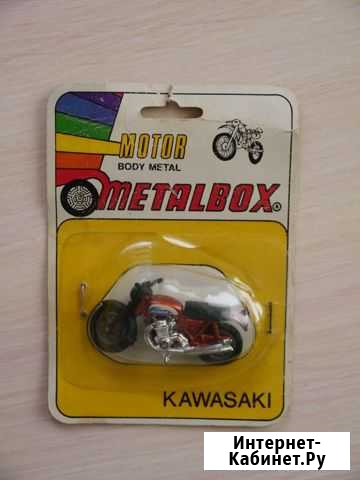 MOTOR
BODY METAL
METALBOX®
KAWASAKI
Интернет-
Кабинет.Ру